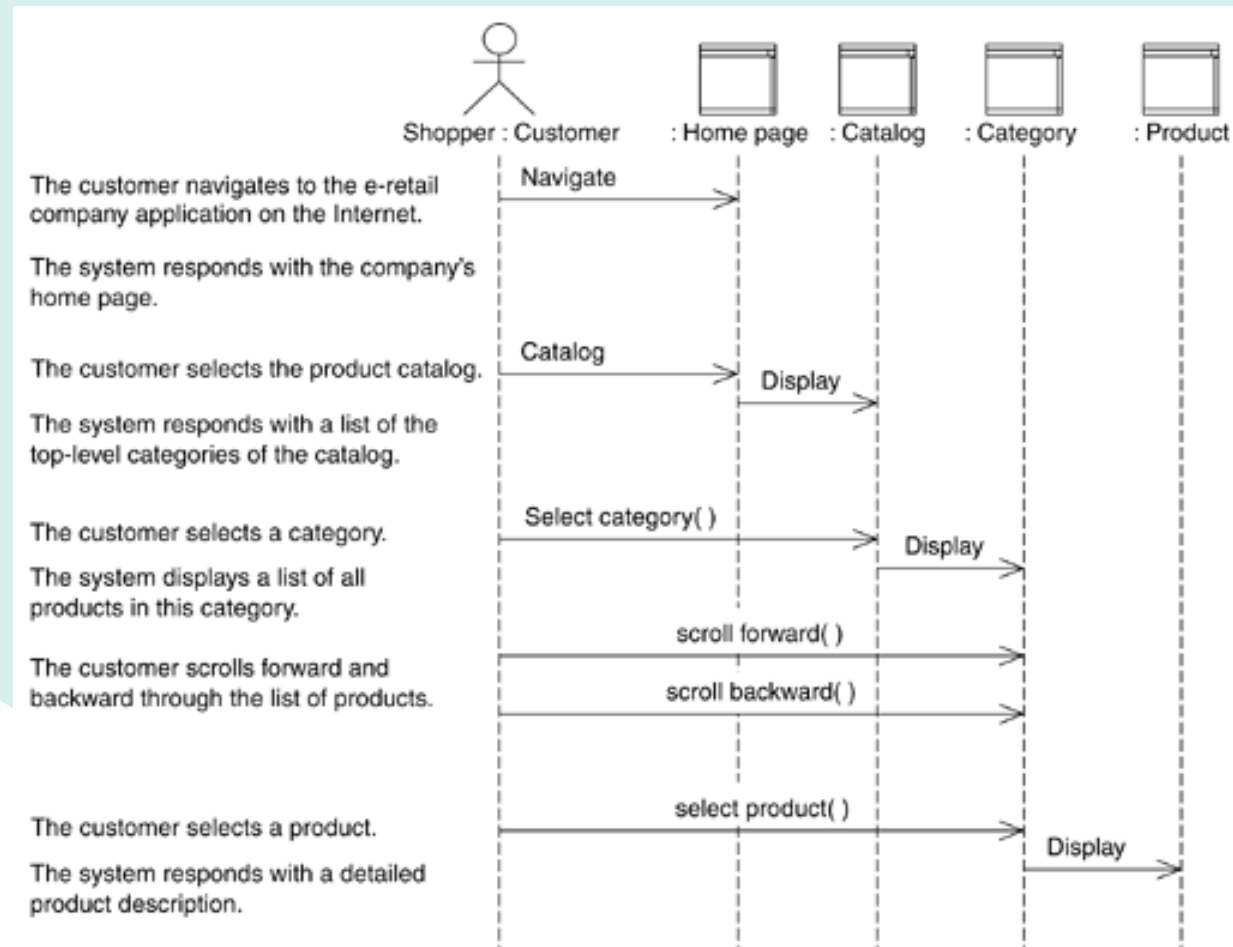 Shopper : Customer
: Home page
: Catalog
: Category
: Product
The customer navigates to the e-retail
company application on the Internet.
Navigate
The system responds with the company's
home page.
The customer selects the product catalog.
Catalog
Display
The system responds with a list of the
top-level categories of the catalog.
The customer selects a category.
Select category( )
Display
The system displays a list of all
products in this category.
scroll forward( )
The customer scrolls forward and
backward through the list of products.
scroll backward( )
The customer selects a product.
select product( )
Display
The system responds with a detailed
product description.